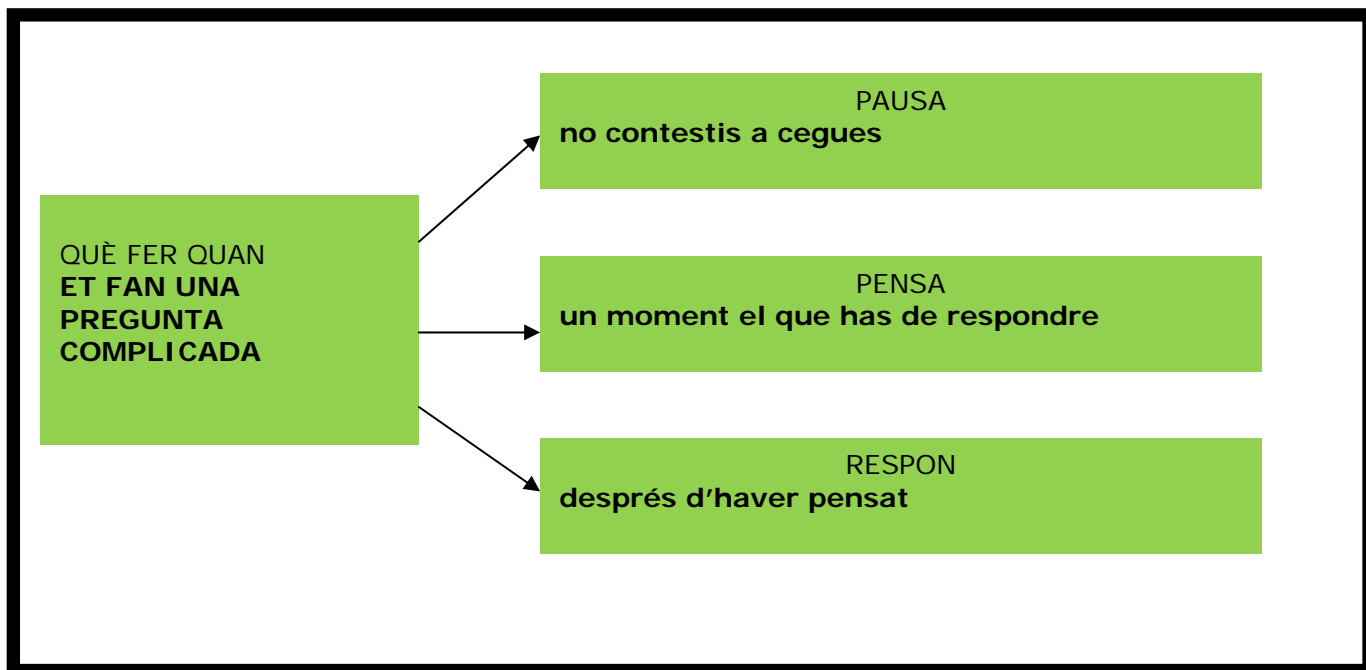 QUÈ FER QUAN
ET FAN UNA
PREGUNTA
COMPLICADA
PAUSA
no contestis a cegues
PENSA
un moment el que has de respondre
RESPON
després d'haver pensat